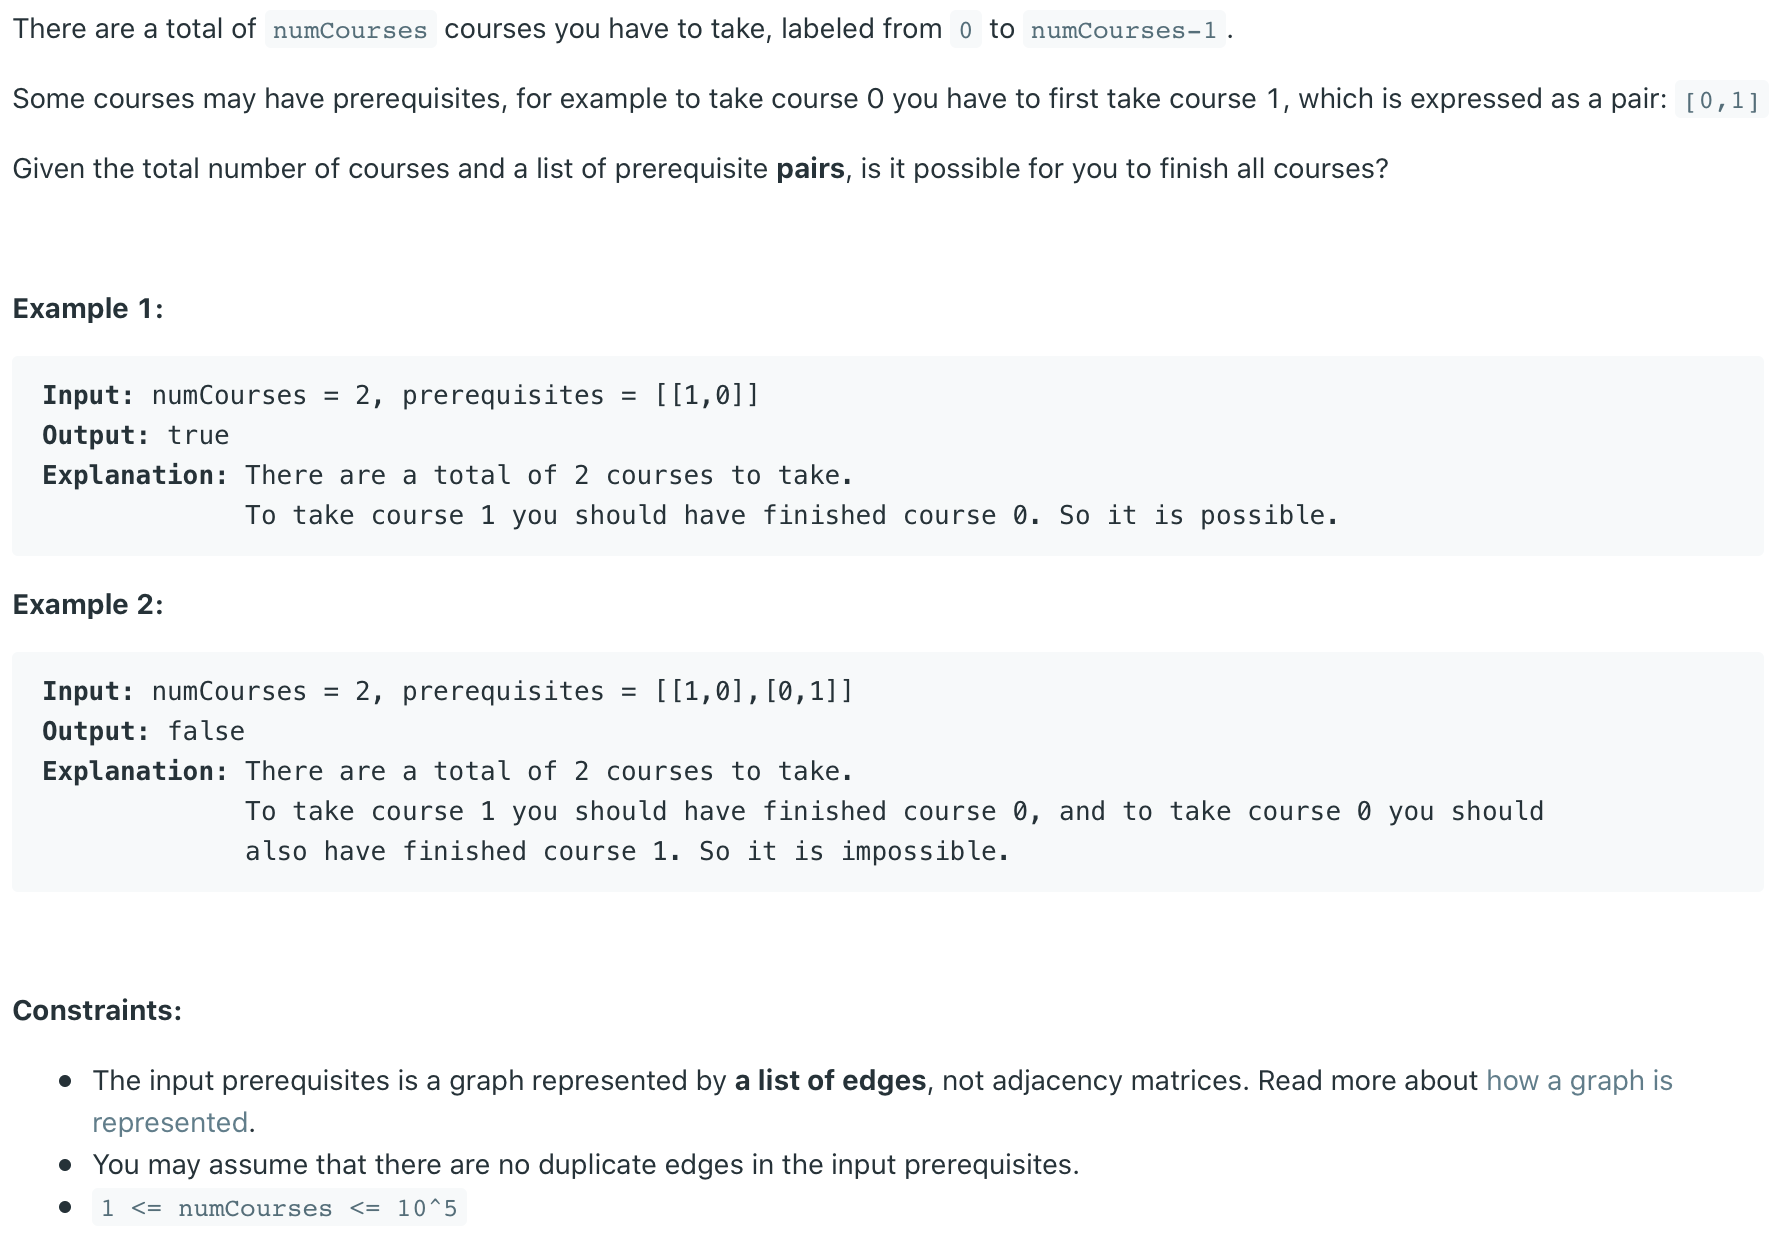 There are a total of numCourses courses you have to take, labeled from 0 to numCourses-1.
Some courses may have prerequisites, for example to take course 0 you have to first take course 1, which is expressed as a pair: [0,1]
Given the total number of courses and a list of prerequisite pairs, is it possible for you to finish all courses?
Example 1:
Input: numCourses = 2, prerequisites = [[1,0]]
Output: true
Explanation: There are a total of 2 courses to take.
To take course 1 you should have finished course 0. So it is possible.
Example 2:
Input: numCourses = 2, prerequisites = [[1,0],[0,1]]
Output: false
Explanation: There are a total of 2 courses to take.
To take course 1 you should have finished course 0, and to take course 0 you should
also have finished course 1. So it is impossible.
Constraints:
• The input prerequisites is a graph represented by a list of edges, not adjacency matrices. Read more about how a graph is
represented.
• You may assume that there are no duplicate edges in the input prerequisites.
• 1 <= numCourses <= 10^5